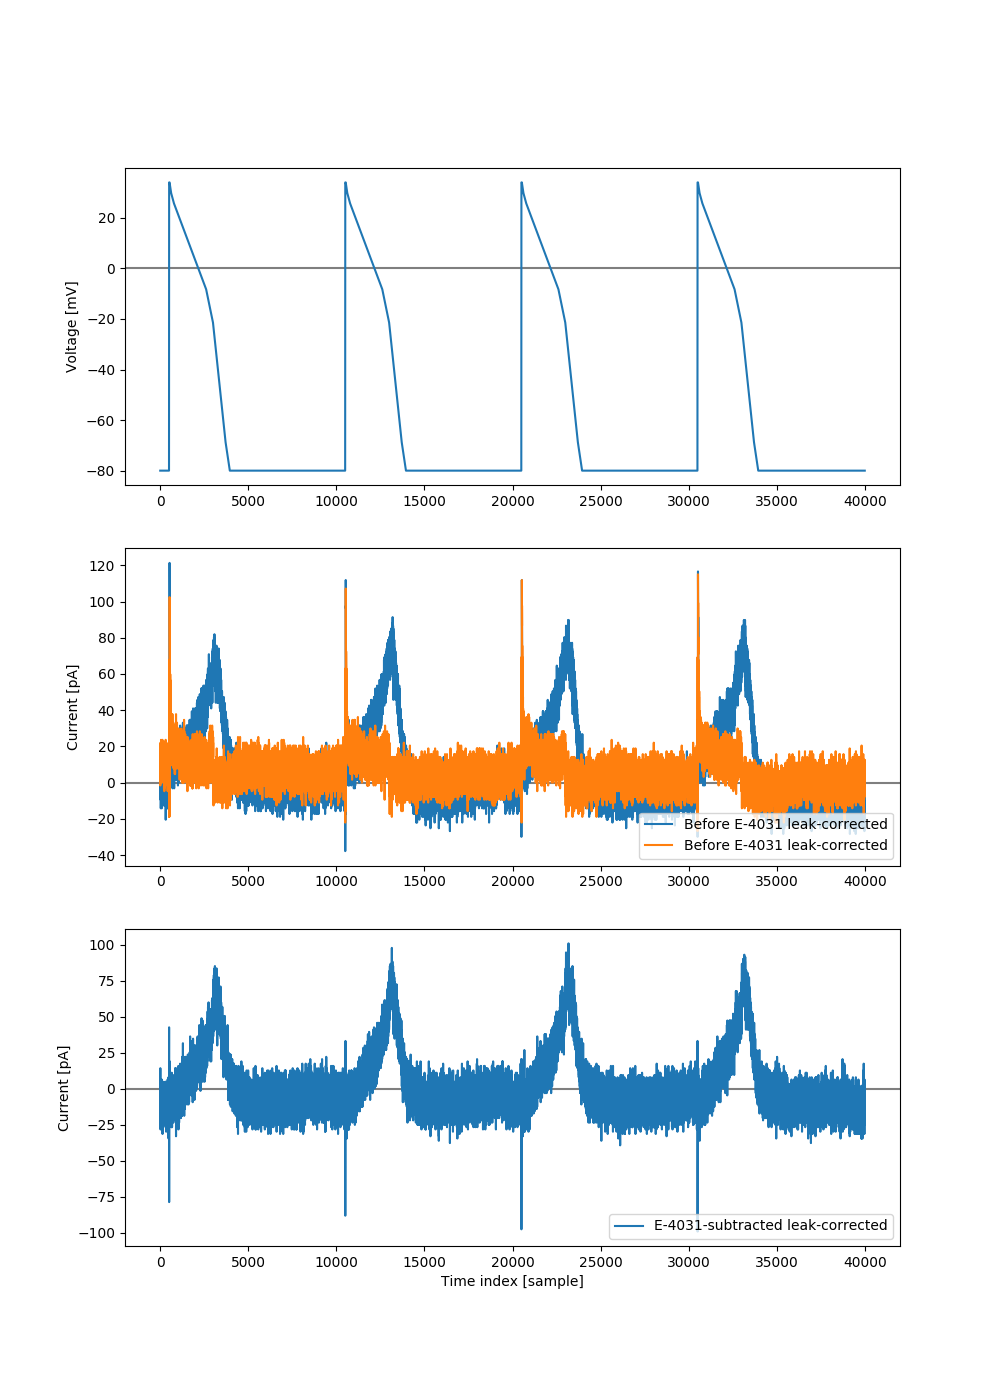 20
0
−20
−40
−60
−80
Voltage [mV]
0 5000 10000 15000 20000 25000 30000 35000 40000
120
100
80
60
40
20
0
−20
−40
Current [pA]
Before E-4031 leak-corrected
Before E-4031 leak-corrected
0 5000 10000 15000 20000 25000 30000 35000 40000
100
75
50
25
0
−25
−50
−75
−100
Current [pA]
E-4031-subtracted leak-corrected
0 5000 10000 15000 20000 25000 30000 35000 40000
Time index [sample]